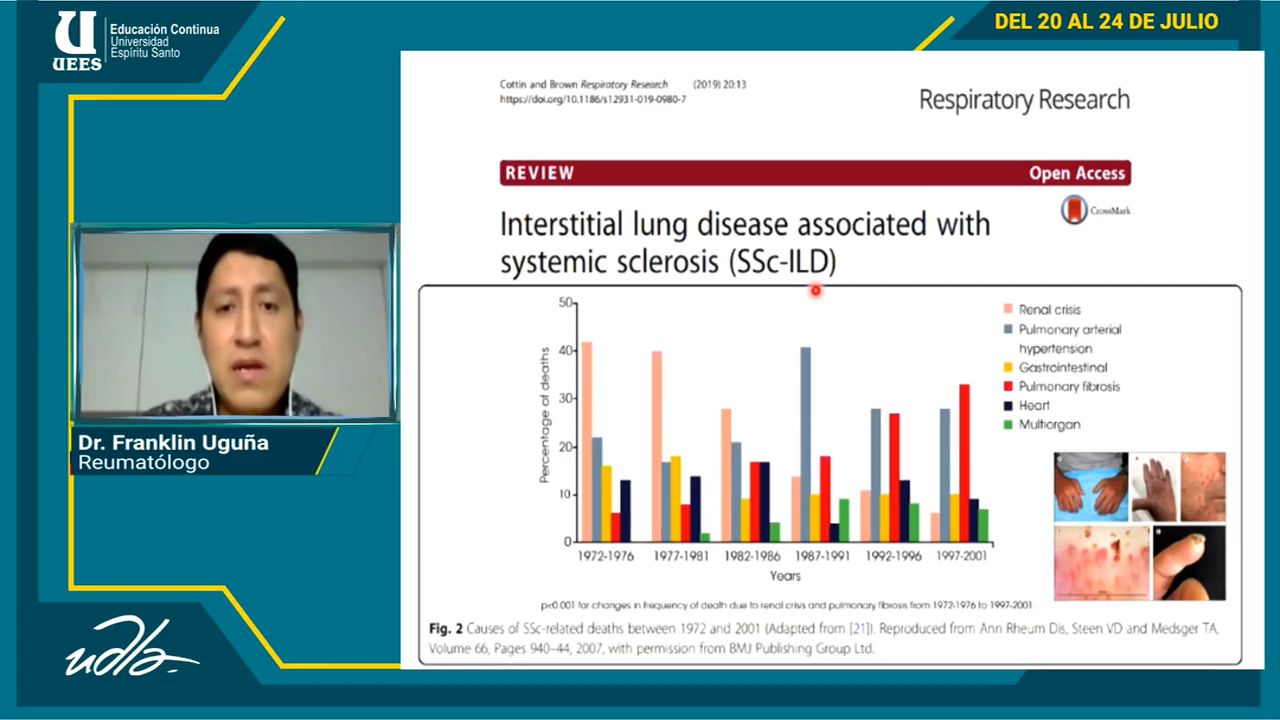 UEES
Educación Continua
Universidad
Espíritu Santo
DEL 20 AL 24 DE JULIO
Cottin and Brown Respiratory Research (2019) 20:13
https://doi.org/10.1186/s12931-019-0980-7
Respiratory Research
REVIEW Open Access
CrossMark
Interstitial lung disease associated with
systemic sclerosis (SSc-ILD)
50
40
30
20
10
0
Percentage of deaths
1972-1976 1977-1981 1982-1986 1987-1991 1992-1996 1997-2001
Years
Renal crisis
Pulmonary arterial
hypertension
Gastrointestinal
Pulmonary fibrosis
Heart
Multiorgan
p<0.001 for changes in frequency of death due to renal crisis and pulmonary fibrosis from 1972-1976 to 1997-2001.
Fig. 2 Causes of SSc-related deaths between 1972 and 2001 (Adapted from [21]). Reproduced from Ann Rheum Dis, Steen VD and Medsger TA,
Volume 66, Pages 940–44, 2007, with permission from BMJ Publishing Group Ltd.
Dr. Franklin Uguña
Reumatólogo
udla